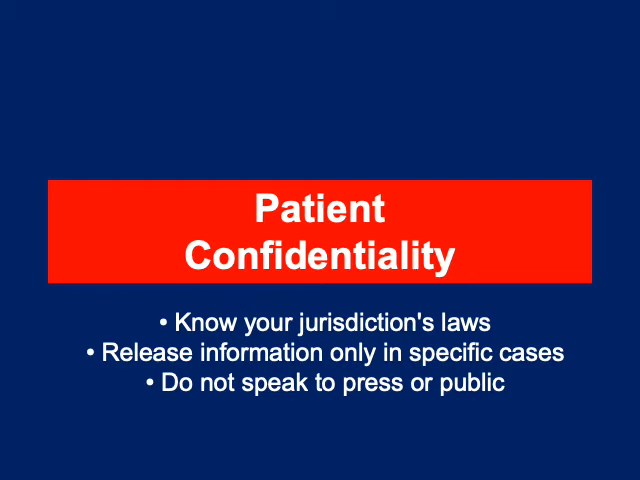 Patient
Confidentiality
• Know your jurisdiction's laws
• Release information only in specific cases
• Do not speak to press or public